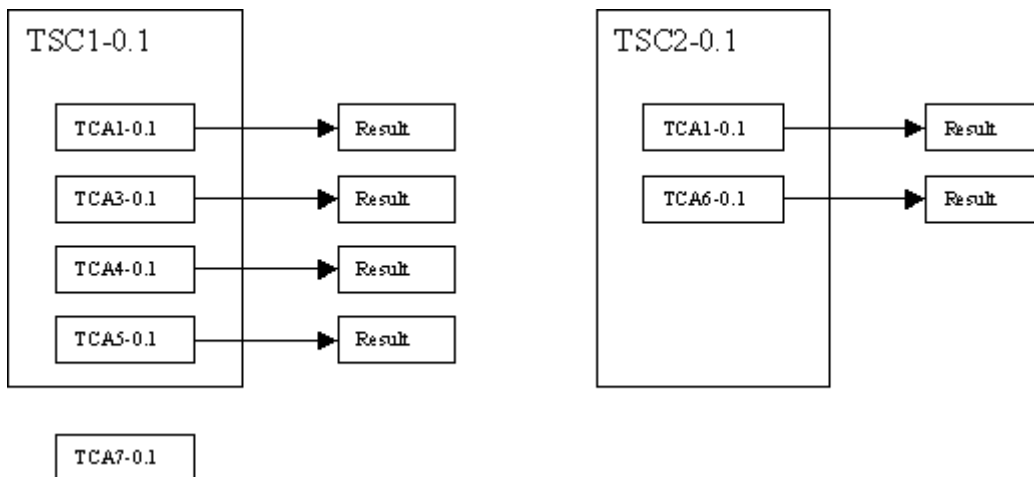 TSC1-0.1
TCA1-0.1 Result
TCA3-0.1 Result
TCA4-0.1 Result
TCA5-0.1 Result
TCA7-0.1
TSC2-0.1
TCA1-0.1 Result
TCA6-0.1 Result